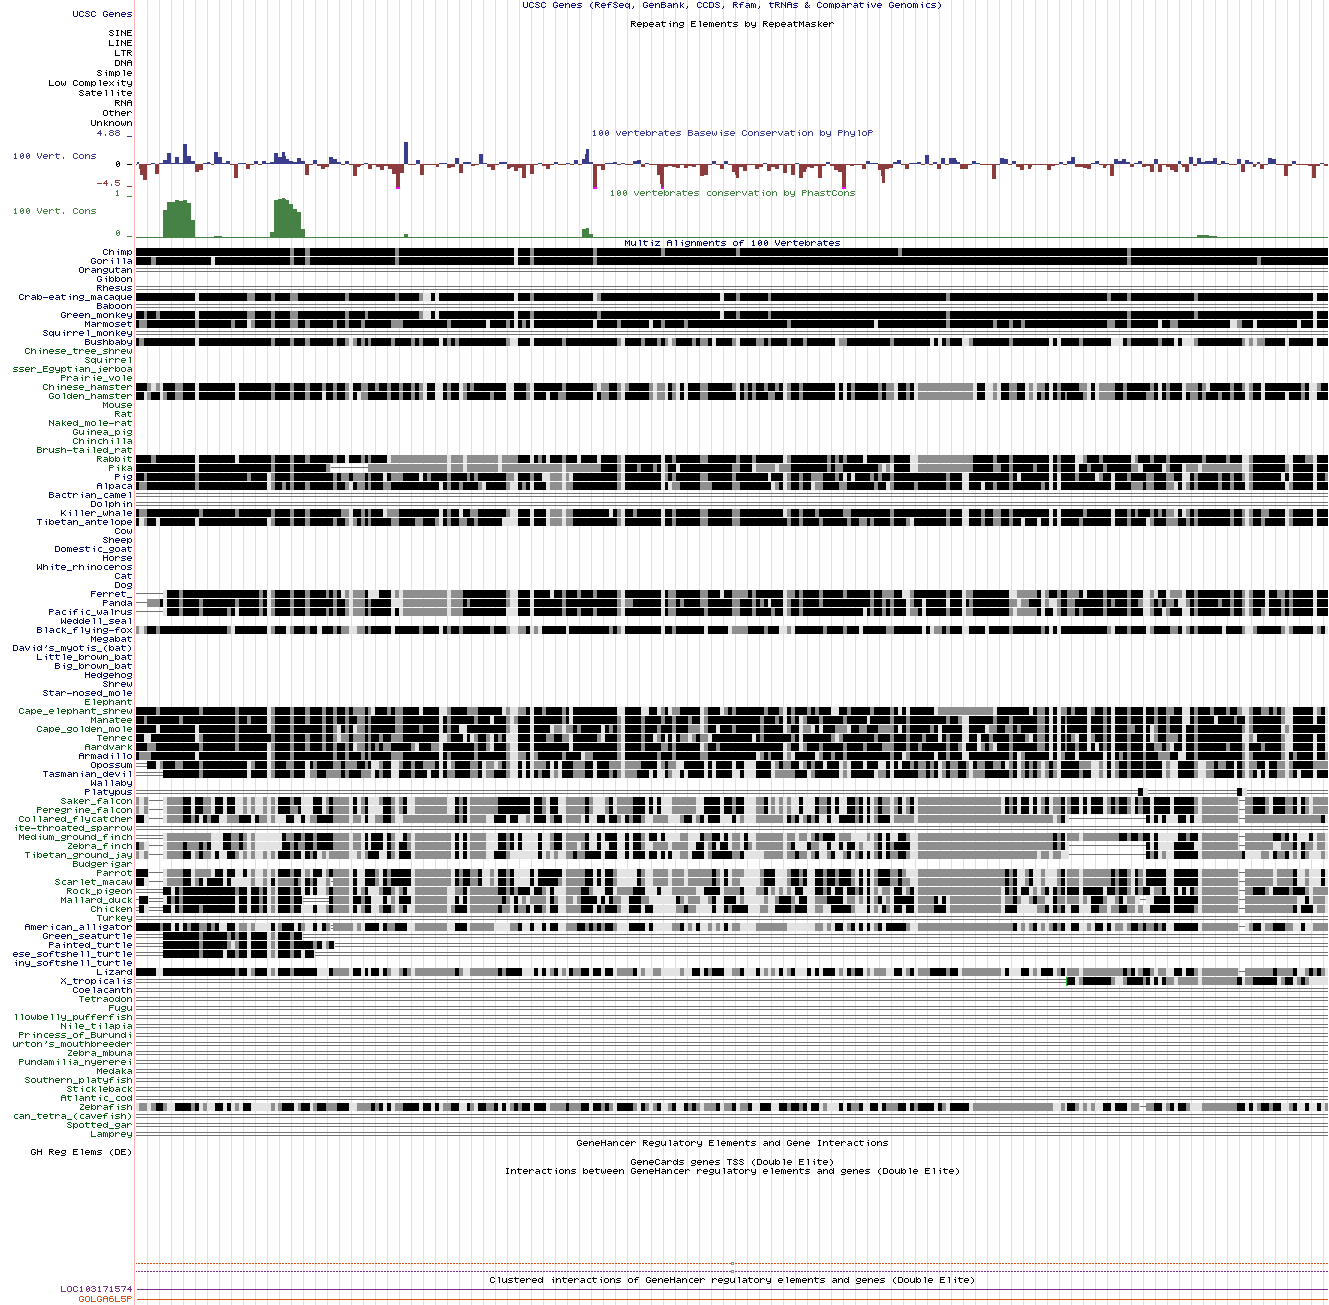 UCSC Genes (RefSeq, GenBank, CCDS, Rfam, tRNAs & Comparative Genomics)
UCSC Genes
Repeating Elements by RepeatMasker
SINE
LINE
LTR
DNA
Simple
Low Complexity
Satellite
RNA
Other
Unknown
4.88 _
100 vertebrates Basewise Conservation by PhyloP
100 Vert. Cons
0 -
-4.5 _
1 _
100 vertebrates conservation by PhastCons
100 Vert. Cons
0 _
Multiz Alignments of 100 Vertebrates
Chimp
Gorilla
Orangutan
Gibbon
Rhesus
Crab-eating_macaque
Baboon
Green_monkey
Marmoset
Squirrel_monkey
Bushbaby
Chinese_tree_shrew
Squirrel
sser_Egyptian_jerboa
Prairie_vole
Chinese_hamster
Golden_hamster
Mouse
Rat
Naked_mole-rat
Guinea_pig
Chinchilla
Brush-tailed_rat
Rabbit
Pika
Pig
Alpaca
Bactrian_camel
Dolphin
Killer_whale
Tibetan_antelope
Cow
Sheep
Domestic_goat
Horse
White_rhinoceros
Cat
Dog
Ferret_
Panda
Pacific_walrus
Weddell_seal
Black_flying-fox
Megabat
David's_myotis_(bat)
Little_brown_bat
Big_brown_bat
Hedgehog
Shrew
Star-nosed_mole
Elephant
Cape_elephant_shrew
Manatee
Cape_golden_mole
Tenrec
Aardvark
Armadillo
Opossum
Tasmanian_devil
Wallaby
Platypus
Saker_falcon
Peregrine_falcon
Collared_flycatcher
ite-throated_sparrow
Medium_ground_finch
Zebra_finch
Tibetan_ground_jay
Budgerigar
Parrot
Scarlet_macaw
Rock_pigeon
Mallard_duck
Chicken
Turkey
American_alligator
Green_seaturtle
Painted_turtle
ese_softshell_turtle
iny_softshell_turtle
Lizard
X_tropicalis
Coelacanth
Tetraodon
Fugu
llowbelly_pufferfish
Nile_tilapia
Princess_of_Burundi
urton's_mouthbreeder
Zebra_mbuna
Pundamilia_nyererei
Medaka
Southern_platyfish
Stickleback
Atlantic_cod
Zebrafish
can_tetra_(cavefish)
Spotted_gar
Lamprey
GeneHancer Regulatory Elements and Gene Interactions
GH Reg Elems (DE)
GeneCards genes TSS (Double Elite)
Interactions between GeneHancer regulatory elements and genes (Double Elite)
Clustered interactions of GeneHancer regulatory elements and genes (Double Elite)
LOC103171574
GOLGA6L5P